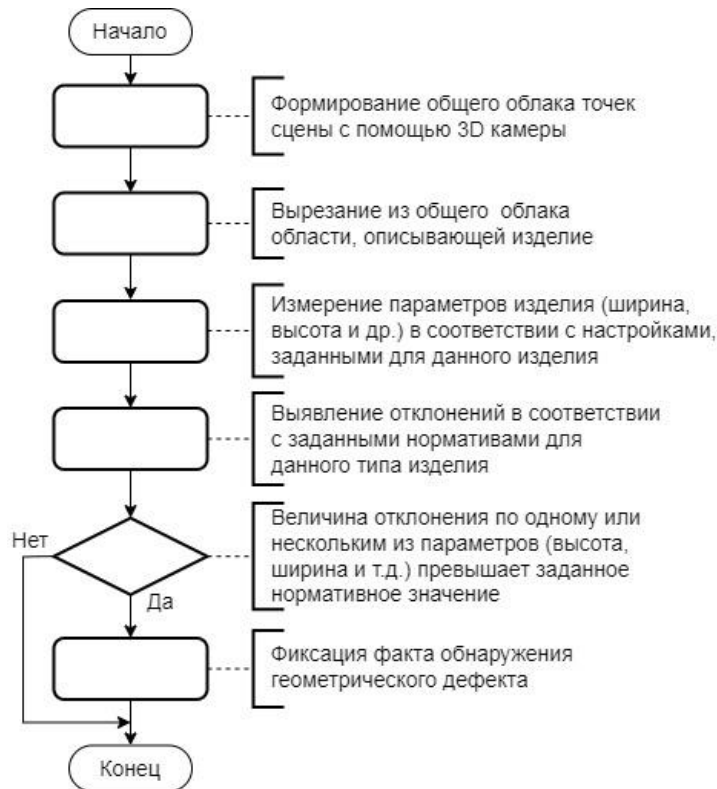 Начало
Формирование общего облака точек
сцены с помощью 3D камеры
Вырезание из общего облака
области, описывающей изделие
Измерение параметров изделия (ширина,
высота и др.) в соответствии с настройками,
заданными для данного изделия
Выявление отклонений в соответствии
с заданными нормативами для
данного типа изделия
Величина отклонения по одному или
нескольким из параметров (высота,
ширина и т.д.) превышает заданное
нормативное значение
Нет
Да
Фиксация факта обнаружения
геометрического дефекта
Конец